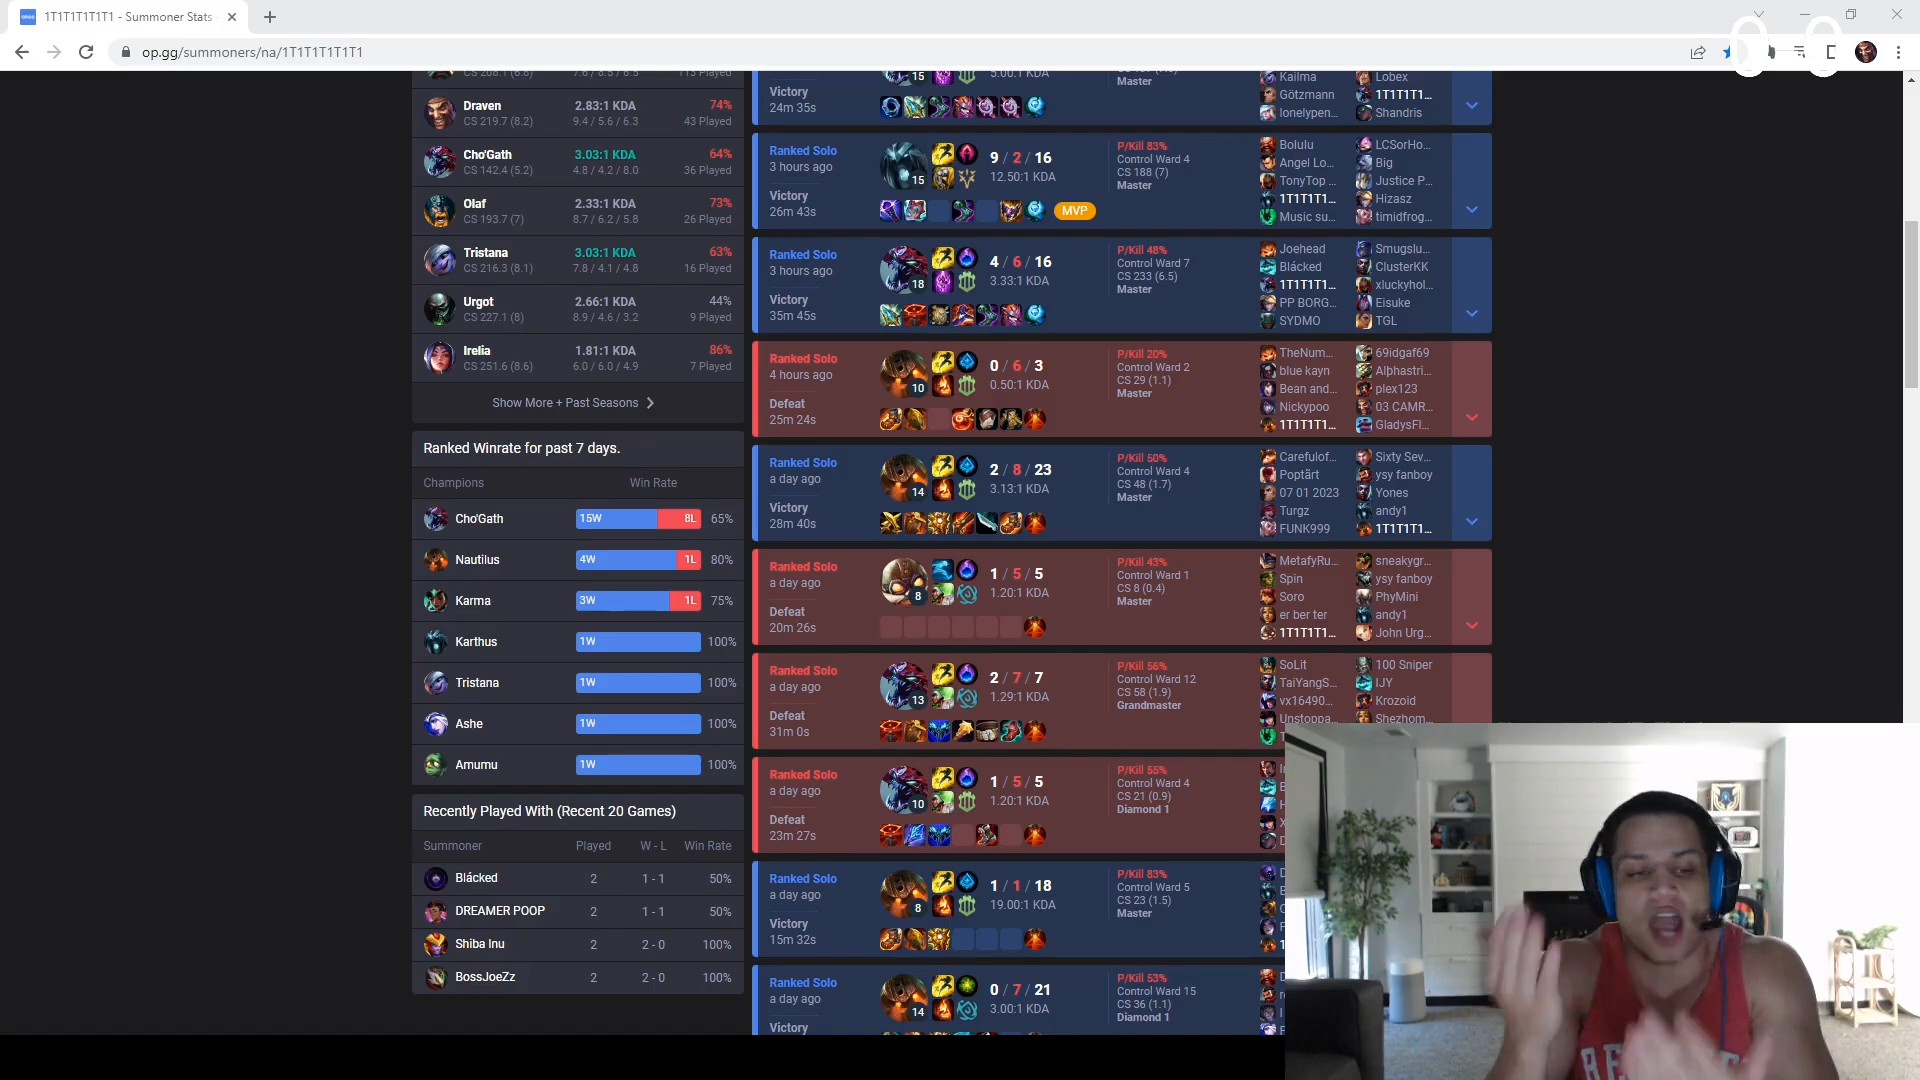 1T1T1T1T1T1 - Summoner Stats
op.gg/summoners/na/1T1T1T1T1T1
113 Played
Draven
2.83:1 KDA
74%
CS 219.7 (8.2)
9.4 / 5.6 / 6.3
43 Played
Cho'Gath
3.03:1 KDA
64%
CS 142.4 (5.2)
4.8 / 4.2 / 8.0
36 Played
Olaf
2.33:1 KDA
73%
CS 193.7 (7)
8.7 / 6.2 / 5.8
26 Played
Tristana
3.03:1 KDA
63%
CS 216.3 (8.1)
7.8 / 4.1 / 4.8
16 Played
Urgot
2.66:1 KDA
44%
CS 227.1 (8)
8.9 / 4.6 / 3.2
9 Played
Irelia
1.81:1 KDA
86%
CS 251.6 (8.6)
6.0 / 6.0 / 4.9
7 Played
Show More + Past Seasons
Ranked Winrate for past 7 days.
Champions
Win Rate
Cho'Gath
15W
8L
65%
Nautilus
4W
1L
80%
Karma
3W
1L
75%
Karthus
1W
100%
Tristana
1W
100%
Ashe
1W
100%
Amumu
1W
100%
Recently Played With (Recent 20 Games)
Summoner
Played
W - L
Win Rate
Blácked
2
1 - 1
50%
DREAMER POOP
2
1 - 1
50%
Shiba Inu
2
2 - 0
100%
BossJoeZz
2
2 - 0
100%
Victory
24m 35s
15
5.00:1 KDA
Master
Kailma
Götzmann
lonelypen...
Lobex
1T1T1T1...
Shandris
Ranked Solo
3 hours ago
Victory
26m 43s
15
9 / 2 / 16
12.50:1 KDA
MVP
P/Kill 83%
Control Ward 4
CS 188 (7)
Master
Bolulu
Angel Lo...
TonyTop ...
1T1T1T1...
Music su...
LCSorHo...
Big
Justice P...
Hizasz
timidfrog...
Ranked Solo
3 hours ago
Victory
35m 45s
18
4 / 6 / 16
3.33:1 KDA
P/Kill 48%
Control Ward 7
CS 233 (6.5)
Master
Joehead
Blácked
1T1T1T1...
PP BORG...
SYDMO
Smugslu...
ClusterKK
xluckyhol...
Eisuke
TGL
Ranked Solo
4 hours ago
Defeat
25m 24s
10
0 / 6 / 3
0.50:1 KDA
P/Kill 20%
Control Ward 2
CS 29 (1.1)
Master
TheNum...
blue kayn
Bean and...
Nickypoo
1T1T1T1...
69idgaf69
Alþhastri...
plex123
03 CAMR...
GladysFl...
Ranked Solo
a day ago
Victory
28m 40s
14
2 / 8 / 23
3.13:1 KDA
P/Kill 50%
Control Ward 4
CS 48 (1.7)
Master
Carefulof...
Poptårt
07 01 2023
Turgz
FUNK999
Sixty Sev...
ysy fanboy
Yones
andy1
1T1T1T1...
Ranked Solo
a day ago
Defeat
20m 26s
8
1 / 5 / 5
1.20:1 KDA
P/Kill 43%
Control Ward 1
CS 8 (0.4)
Master
MetafyRu...
Spin
Soro
er ber ter
1T1T1T1...
sneakygr...
ysy fanboy
PhyMini
andy1
John Urg...
Ranked Solo
a day ago
Defeat
31m 0s
13
2 / 7 / 7
1.29:1 KDA
P/Kill 56%
Control Ward 12
CS 58 (1.9)
Grandmaster
SoLit
TaiYangS...
vx16490...
Unstoppa...
100 Sniper
IJY
Krozoid
Shezhom...
Ranked Solo
a day ago
Defeat
23m 27s
10
1 / 5 / 5
1.20:1 KDA
P/Kill 55%
Control Ward 4
CS 21 (0.9)
Diamond 1
Ranked Solo
a day ago
Victory
15m 32s
8
1 / 1 / 18
19.00:1 KDA
P/Kill 83%
Control Ward 5
CS 23 (1.5)
Master
Ranked Solo
a day ago
Victory
14
0 / 7 / 21
3.00:1 KDA
P/Kill 53%
Control Ward 15
CS 36 (1.1)
Diamond 1